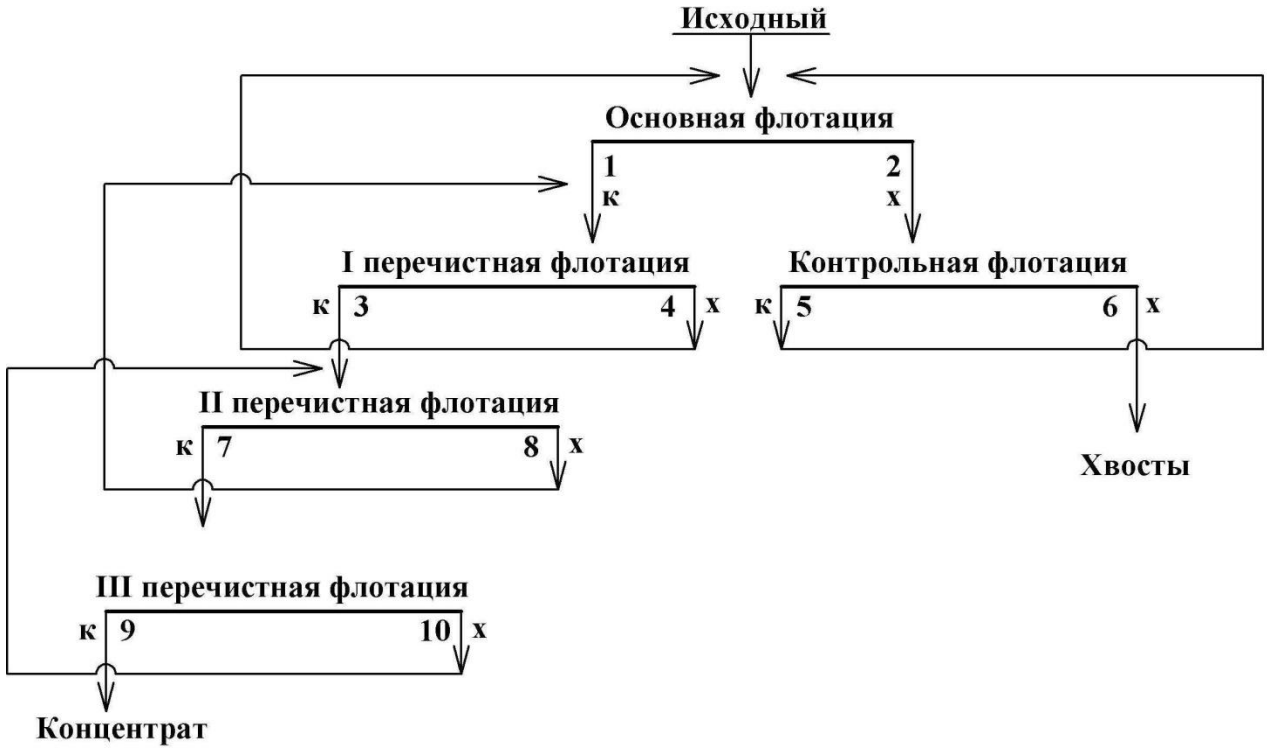 Исходный
Основная флотация
1 2
к х
I перечистная флотация Контрольная флотация
к 3 4 х к 5 6 х
II перечистная флотация
к 7 8 х
Хвосты
III перечистная флотация
к 9 10 х
Концентрат